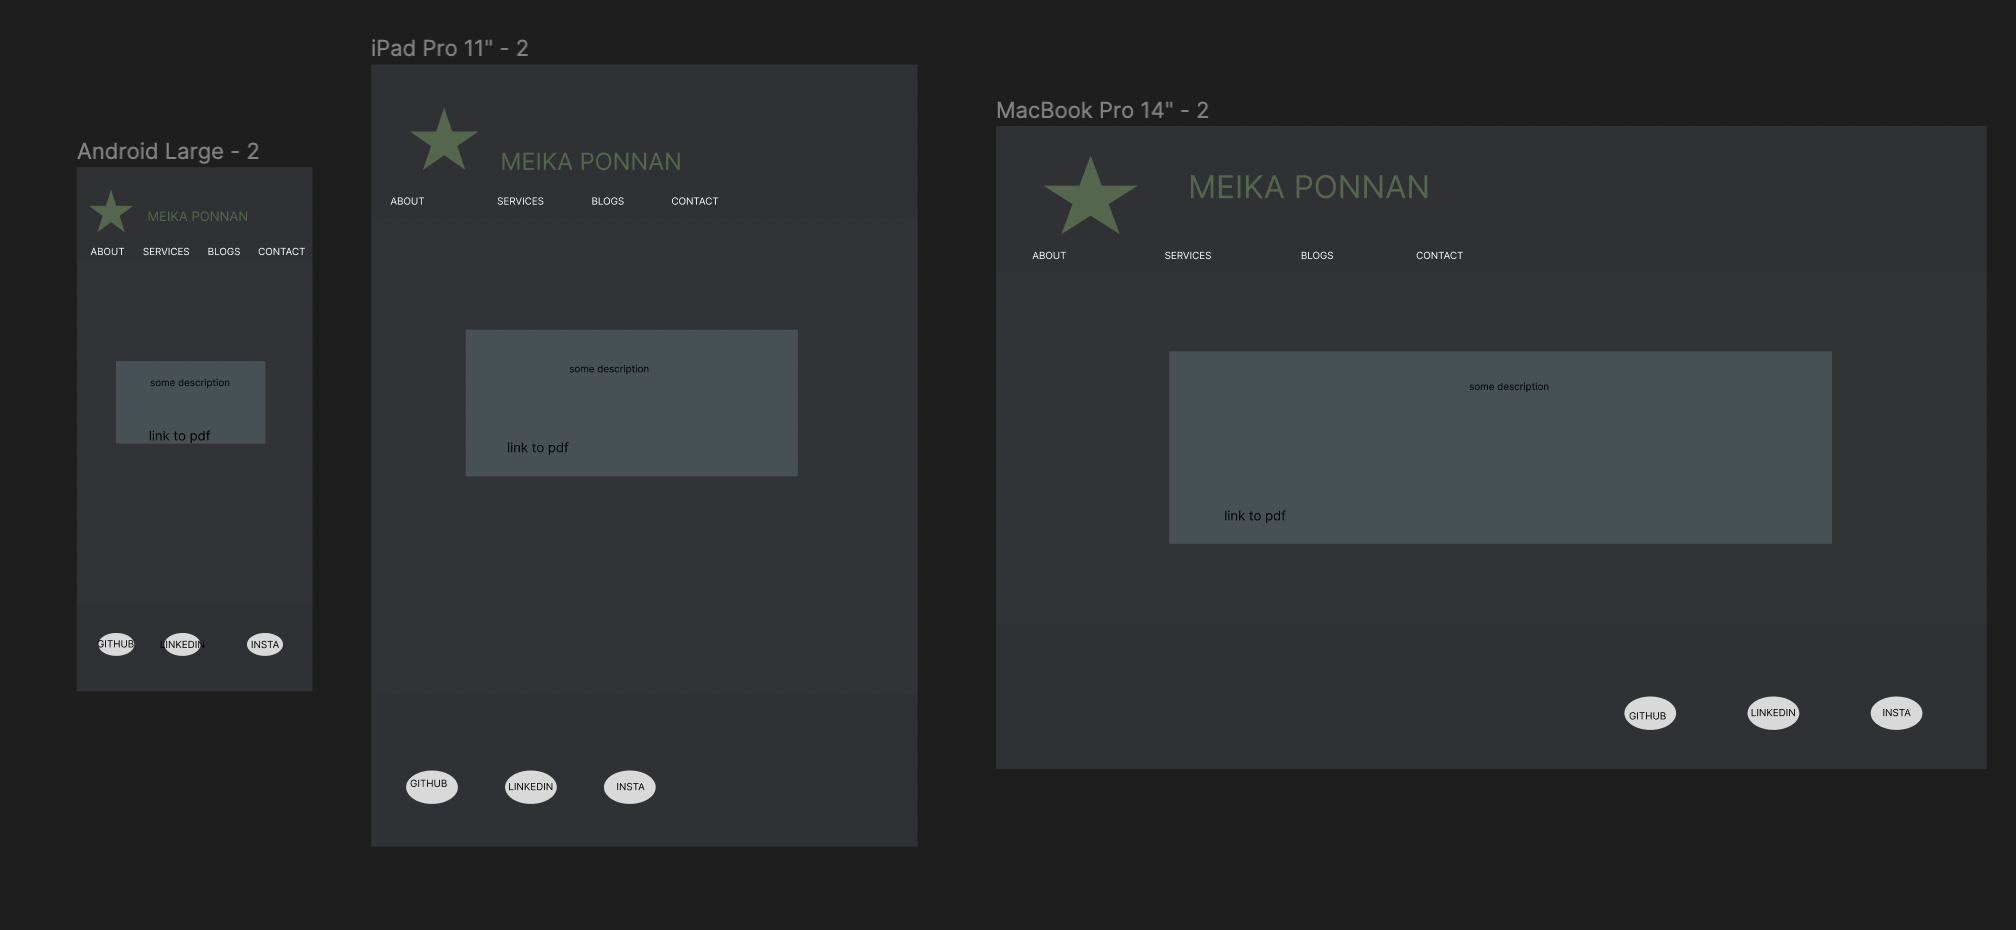 Android Large - 2
MEIKA PONNAN
ABOUT SERVICES BLOGS CONTACT
some description
link to pdf
GITHUB LINKEDIN INSTA
iPad Pro 11" - 2
MEIKA PONNAN
ABOUT SERVICES BLOGS CONTACT
some description
link to pdf
GITHUB LINKEDIN INSTA
MacBook Pro 14" - 2
MEIKA PONNAN
ABOUT SERVICES BLOGS CONTACT
some description
link to pdf
GITHUB LINKEDIN INSTA